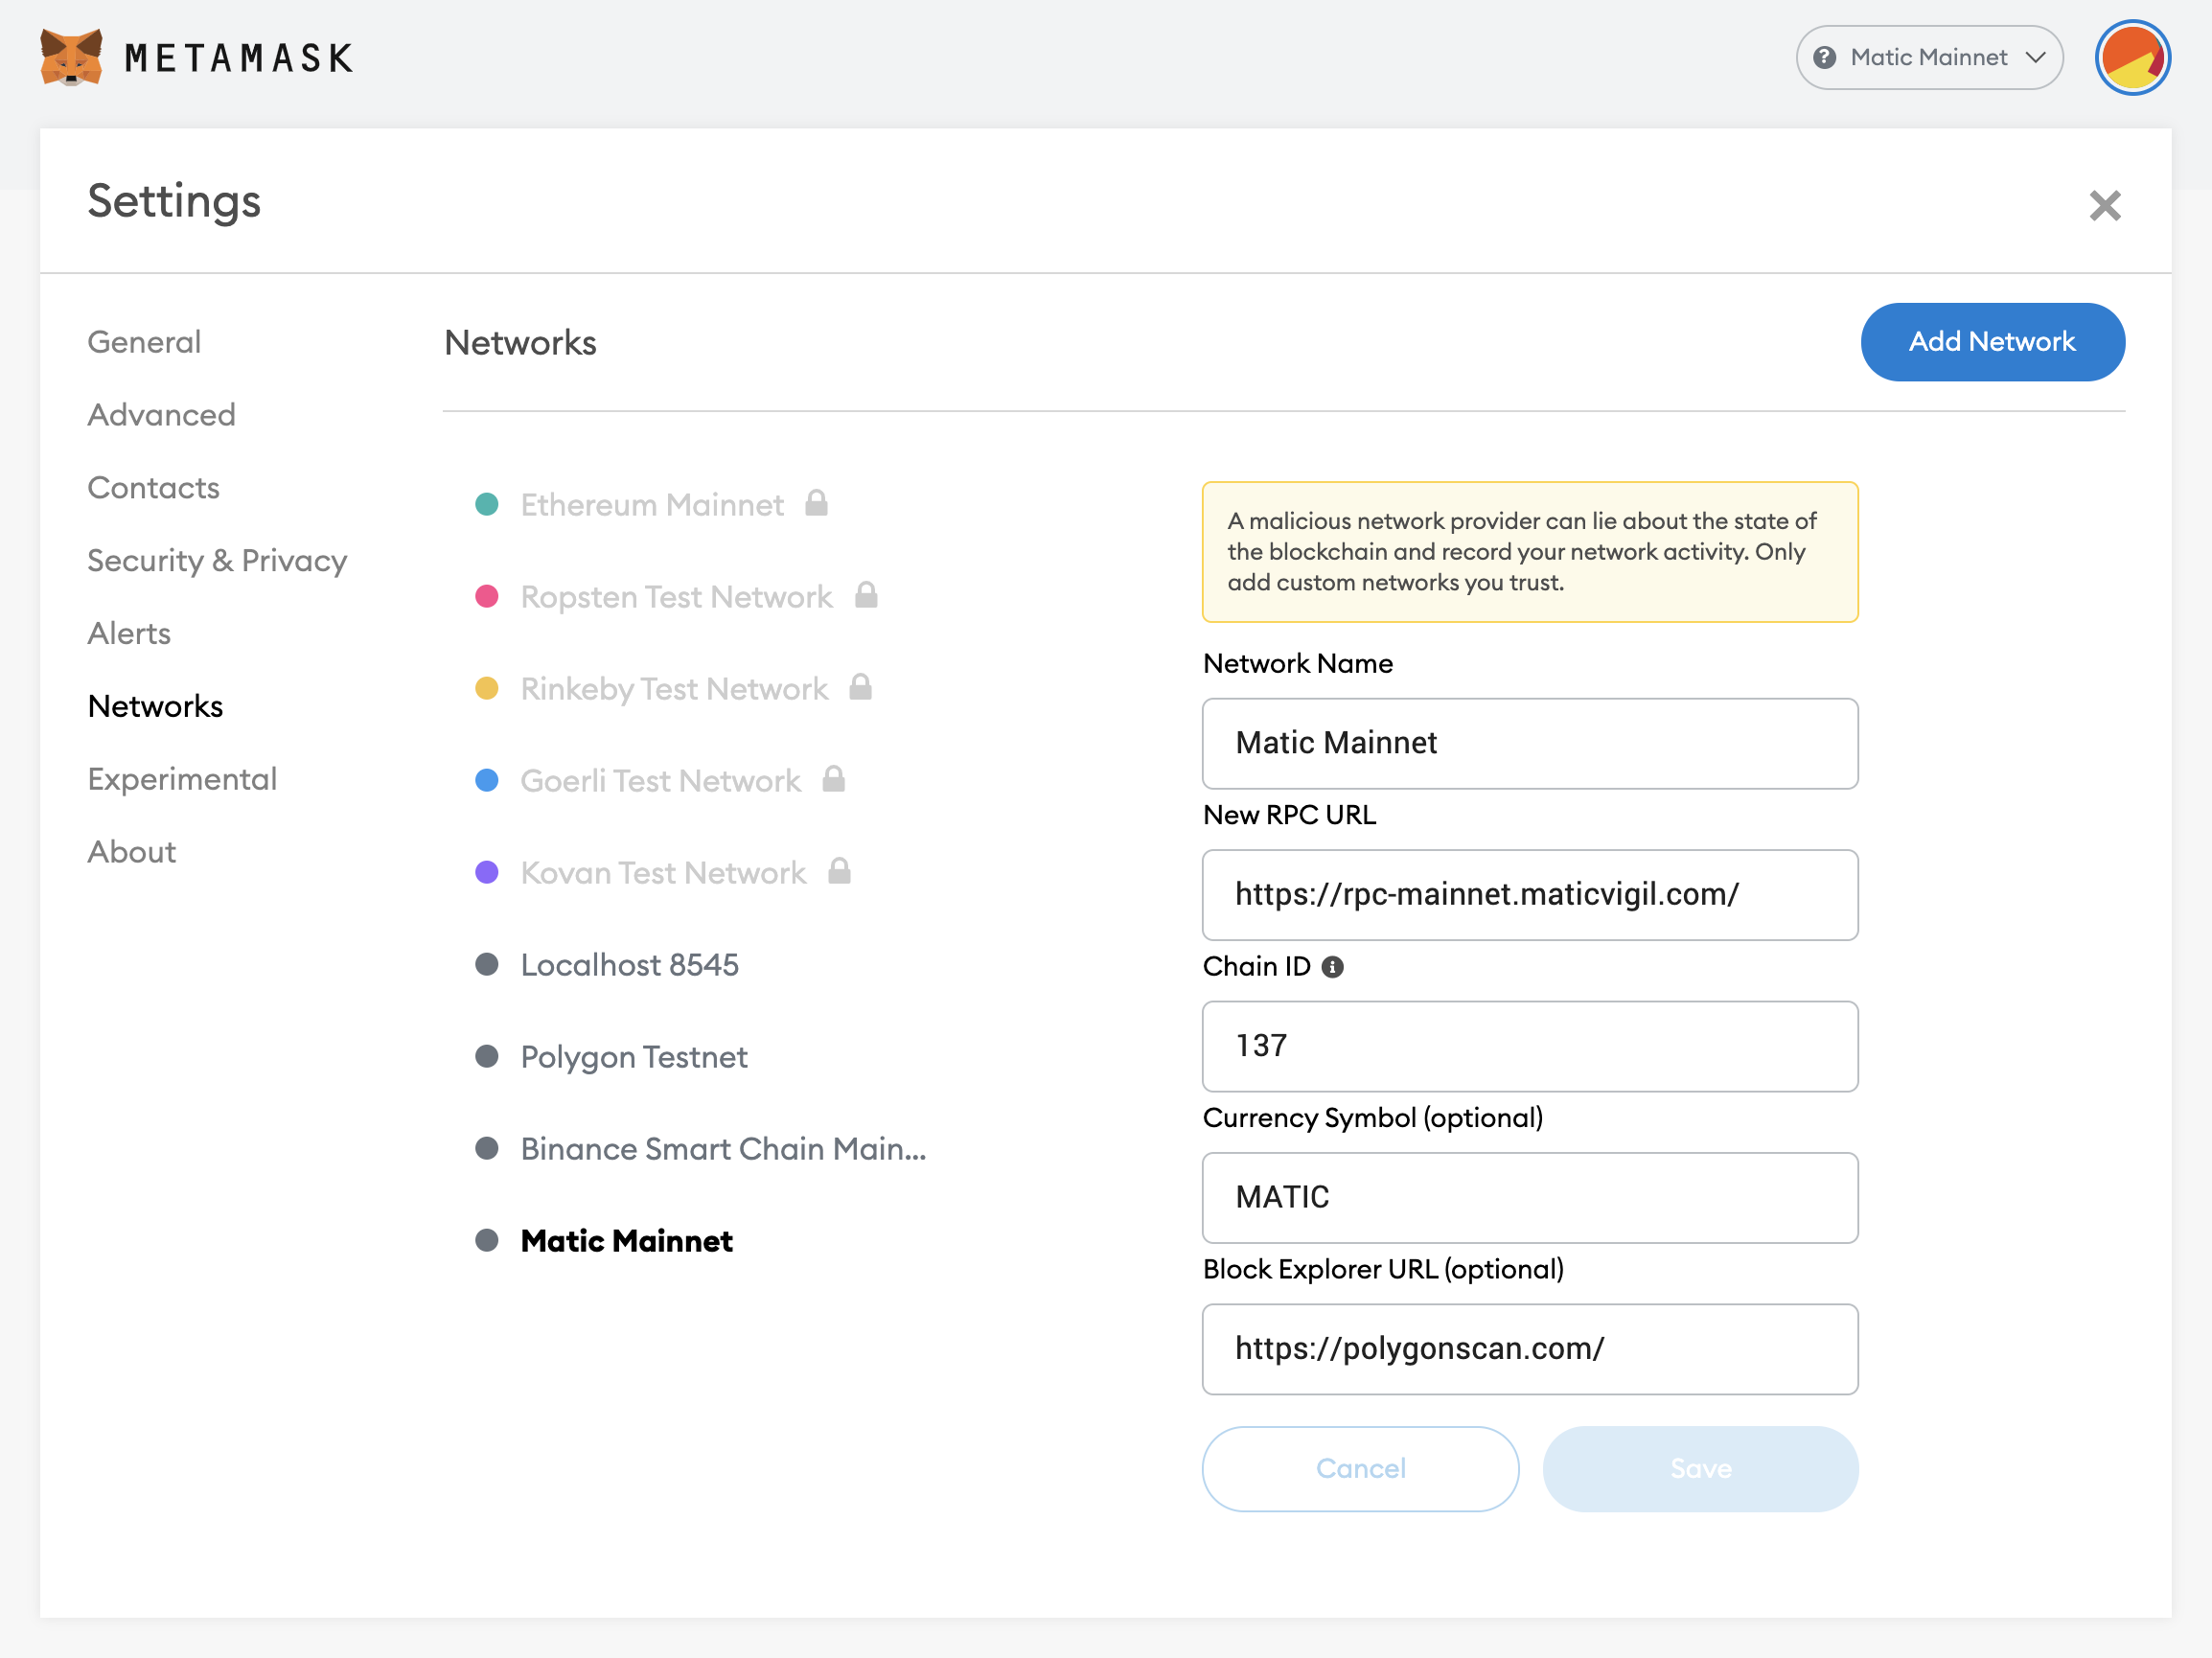 METAMASK
Matic Mainnet
Settings
General
Advanced
Contacts
Security & Privacy
Alerts
Networks
Experimental
About
Networks
Add Network
Ethereum Mainnet
Ropsten Test Network
Rinkeby Test Network
Goerli Test Network
Kovan Test Network
Localhost 8545
Polygon Testnet
Binance Smart Chain Main...
Matic Mainnet
A malicious network provider can lie about the state of
the blockchain and record your network activity. Only
add custom networks you trust.
Network Name
Matic Mainnet
New RPC URL
https://rpc-mainnet.maticvigil.com/
Chain ID
137
Currency Symbol (optional)
MATIC
Block Explorer URL (optional)
https://polygonscan.com/
Cancel
Save